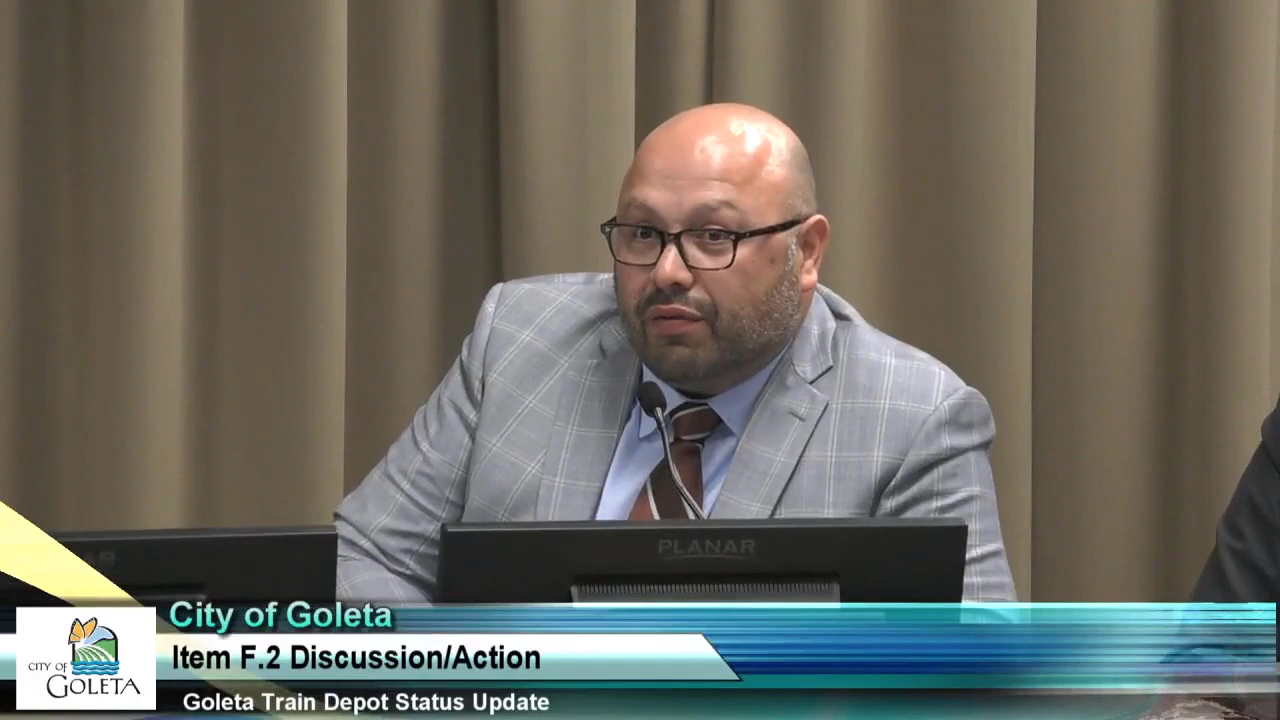 PLANAR
City of Goleta
CITY OF
GOLETA
Item F.2 Discussion/Action
Goleta Train Depot Status Update